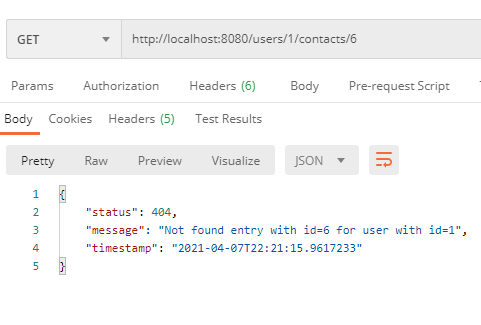 GET http://localhost:8080/users/1/contacts/6
Params Authorization Headers (6) Body Pre-request Script
Body Cookies Headers (5) Test Results
Pretty Raw Preview Visualize JSON
1 {
2 "status": 404,
3 "message": "Not found entry with id=6 for user with id=1",
4 "timestamp": "2021-04-07T22:21:15.9617233"
5 }